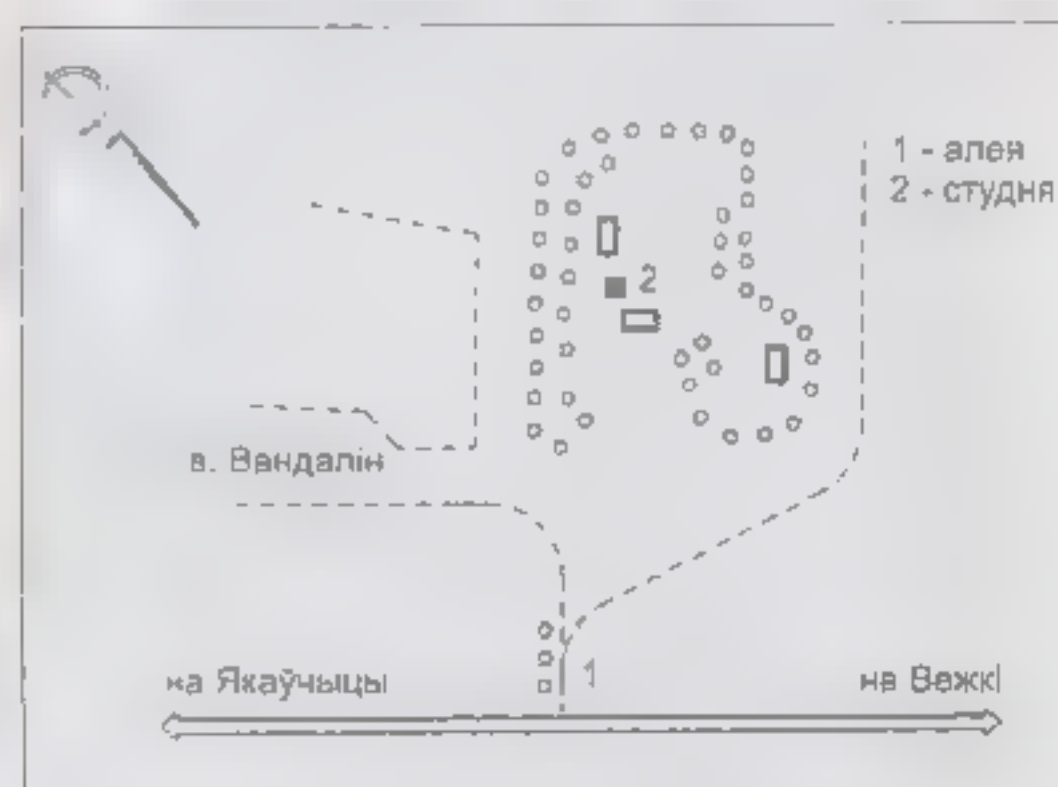 1 - алея
2 - студня
2
в. Вандалін
1
на Якаўчыцы
на Вежкі